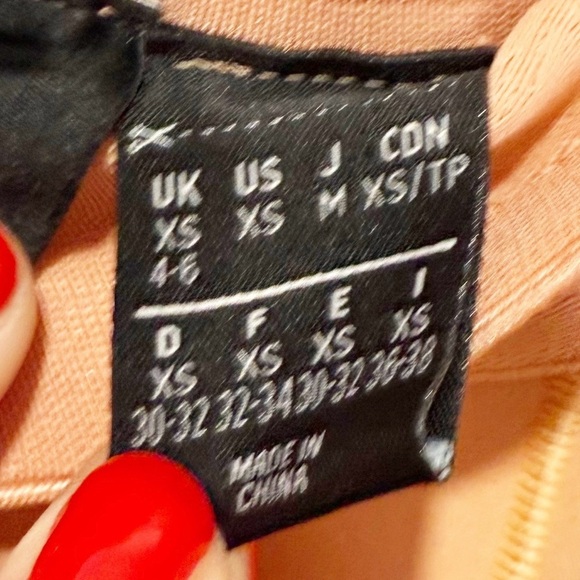 UK US J CDN
XS XS M XS/TP
4-6
D F E I
XS XS XS XS
30-32 32-34 30-32 36-38
MADE IN
CHINA